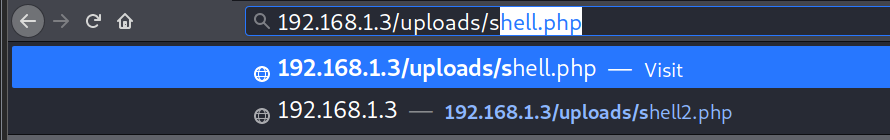 192.168.1.3/uploads/shell.php
192.168.1.3/uploads/shell.php — Visit
192.168.1.3 — 192.168.1.3/uploads/shell2.php